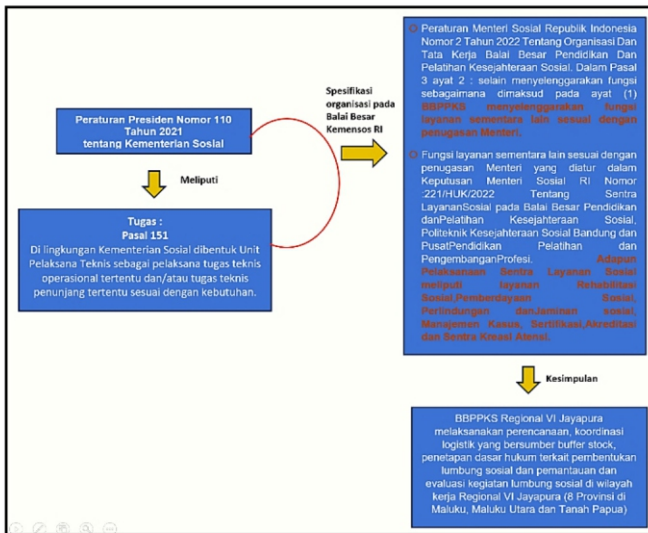 Peraturan Presiden Nomor 110
Tahun 2021
tentang Kementerian Sosial
Meliputi
Tugas :
Pasal 151
Di lingkungan Kementerian Sosial dibentuk Unit
Pelaksana Teknis sebagai pelaksana tugas teknis
operasional tertentu dan/atau tugas teknis
penunjang tertentu sesuai dengan kebutuhan.
Spesifikasi
organisasi pada
Balai Besar
Kemensos RI
Peraturan Menteri Sosial Republik Indonesia
Nomor 2 Tahun 2022 Tentang Organisasi Dan
Tata Kerja Balai Besar Pendidikan Dan
Pelatihan Kesejahteraan Sosial. Dalam Pasal
3 ayat 2 : selain menyelenggarakan fungsi
sebagaimana dimaksud pada ayat (1)
BBPPKS menyelenggarakan fungsi
layanan sementara lain sesuai dengan
penugasan Menteri.
Fungsi layanan sementara lain sesuai dengan
penugasan Menteri yang diatur dalam
Keputusan Menteri Sosial RI Nomor
:221/HUK/2022 Tentang Sentra
LayananSosial pada Balai Besar Pendidikan
danPelatihan Kesejahteraan Sosial,
Politeknik Kesejahteraan Sosial Bandung dan
PusatPendidikan Pelatihan dan
PengembanganProfesi. Adapun
Pelaksanaan Sentra Layanan Sosial
meliputi layanan Rehabilitasi
Sosial,Pemberdayaan Sosial,
Perlindungan danJaminan sosial,
Manajemen Kasus, Sertifikasi,Akreditasi
dan Sentra Kreasi Atensi.
Kesimpulan
BBPPKS Regional VI Jayapura
melaksanakan perencanaan, koordinasi
logistik yang bersumber buffer stock,
penetapan dasar hukum terkait pembentukan
lumbung sosial dan pemantauan dan
evaluasi kegiatan lumbung sosial di wilayah
kerja Regional VI Jayapura (8 Provinsi di
Maluku, Maluku Utara dan Tanah Papua)